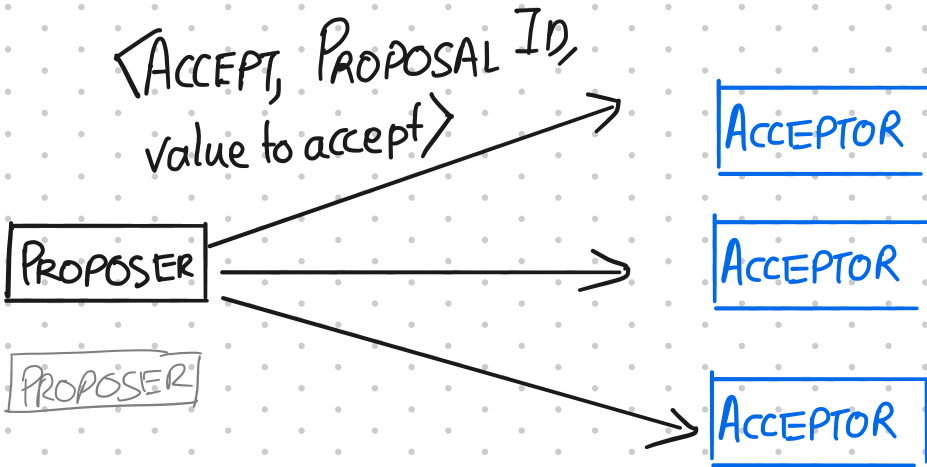 <ACCEPT, PROPOSAL ID,
value to accept>
ACCEPTOR
PROPOSER
ACCEPTOR
PROPOSER
ACCEPTOR